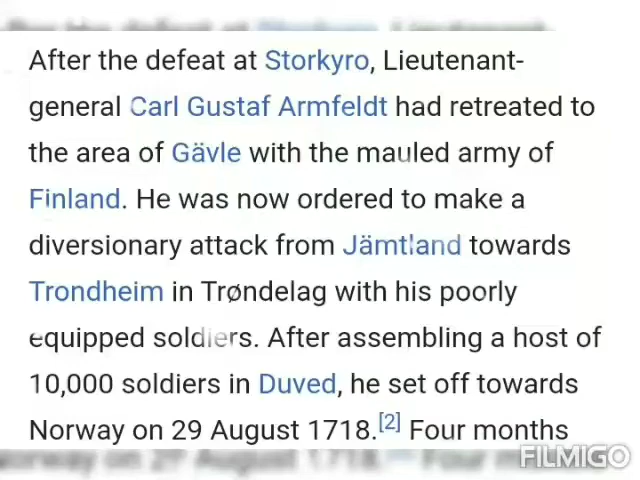 After the defeat at Storkyro, Lieutenant-
general Carl Gustaf Armfeldt had retreated to
the area of Gävle with the mauled army of
Finland. He was now ordered to make a
diversionary attack from Jämtland towards
Trondheim in Trøndelag with his poorly
equipped soldiers. After assembling a host of
10,000 soldiers in Duved, he set off towards
Norway on 29 August 1718.[2] Four months
FILMIGO